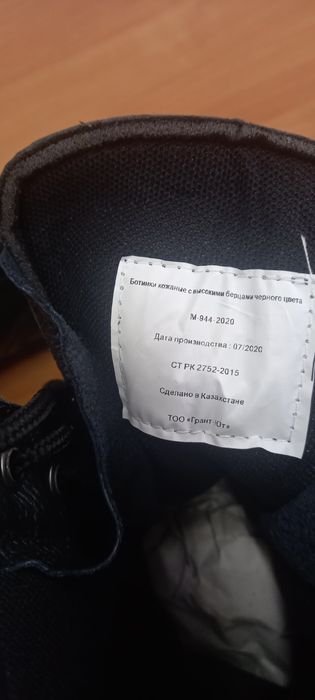 Ботинки кожаные с высокими берцами черного цвета
М-944-2020
Дата производства : 07/2020
СТ РК 2752-2015
Сделано в Казахстане
ТОО «Грант Юг»